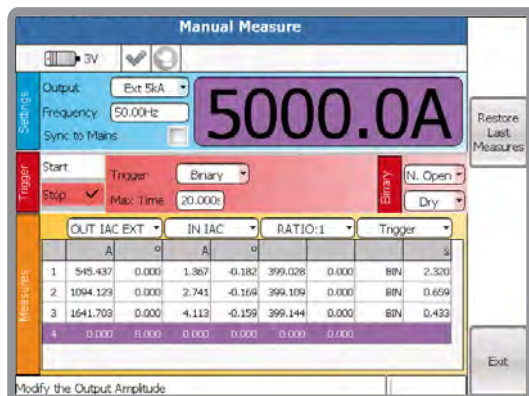 Manual Measure
3V
Settings
Output Ext 5kA
Frequency 50.00Hz
Sync to Mains
5000.0A
Restore
Last
Measures
Trigger
Start
Stop
Trigger Binary
Max Time 20.000s
Binary
N. Open
Dry
Measures
OUT IAC EXT IN IAC RATIO:1 Trigger
A ° A ° s
1 545.437 0.000 1.367 -0.182 399.028 0.000 BIN 2.320
2 1094.123 0.000 2.741 -0.169 399.109 0.000 BIN 0.659
3 1641.703 0.000 4.113 -0.159 399.144 0.000 BIN 0.433
4 0.000 0.000 0.000 0.000 0.000 0.000
Exit
Modify the Output Amplitude